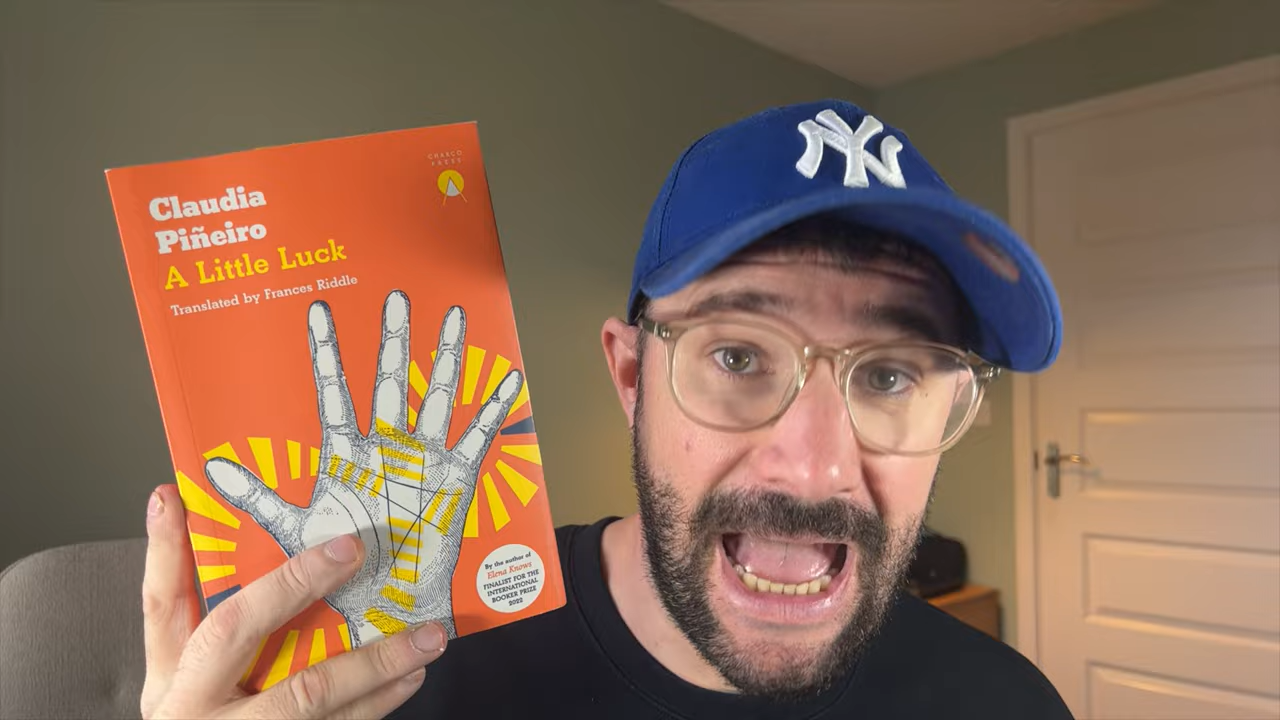 CHARCO
PRESS
Claudia
Piñeiro
A Little Luck
Translated by Frances Riddle
By the author of
Elena Knows
FINALIST FOR THE
INTERNATIONAL
BOOKER PRIZE
2022
NY